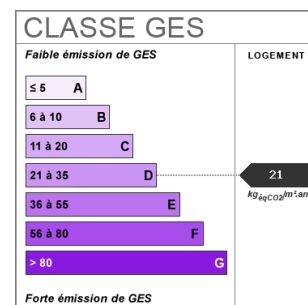 CLASSE GES
Faible émission de GES
LOGEMENT
≤ 5 A
6 à 10 B
11 à 20 C
21 à 35 D
21
kgéqCO2/m².an
36 à 55 E
56 à 80 F
> 80 G
Forte émission de GES